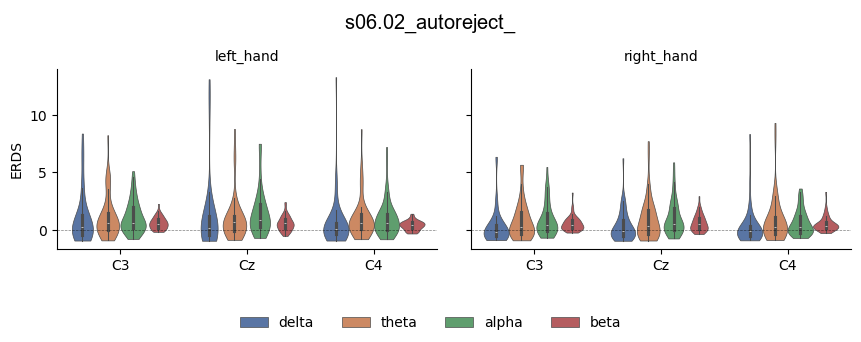 s06.02_autoreject_
left_hand
right_hand
ERDS
10
5
0
C3
Cz
C4
C3
Cz
C4
delta
theta
alpha
beta